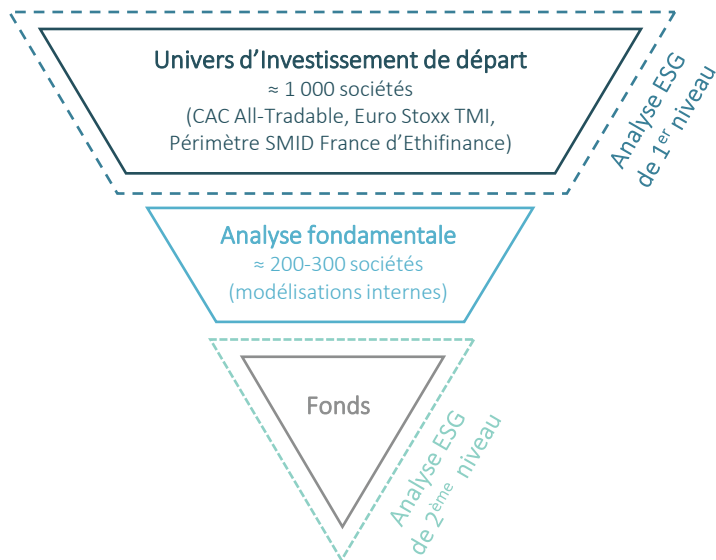 Univers d’Investissement de départ
≈ 1 000 sociétés
(CAC All-Tradable, Euro Stoxx TMI,
Périmètre SMID France d’Ethifinance)
Analyse ESG
de 1er niveau
Analyse fondamentale
≈ 200-300 sociétés
(modélisations internes)
Fonds
Analyse ESG
de 2ème niveau